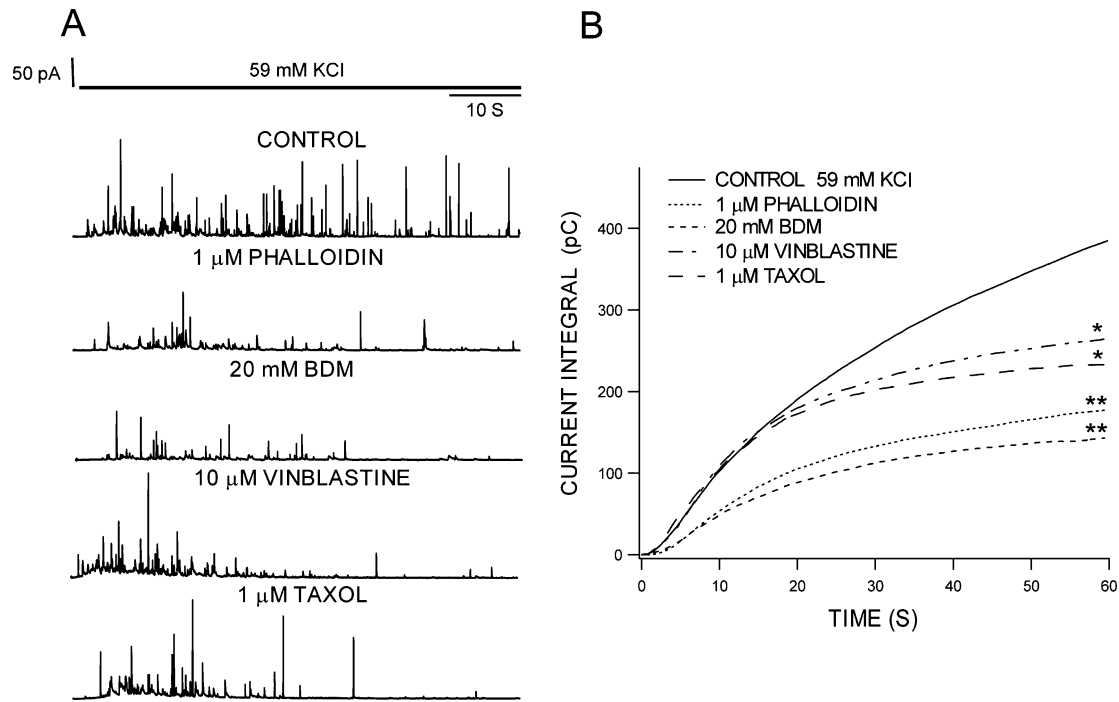 A
50 pA
59 mM KCl
10 S
CONTROL
1 μM PHALLOIDIN
20 mM BDM
10 μM VINBLASTINE
1 μM TAXOL
B
CURRENT INTEGRAL (pC)
400
300
200
100
0
CONTROL 59 mM KCl
1 μM PHALLOIDIN
20 mM BDM
10 μM VINBLASTINE
1 μM TAXOL
*
*
**
**
0 10 20 30 40 50 60
TIME (S)